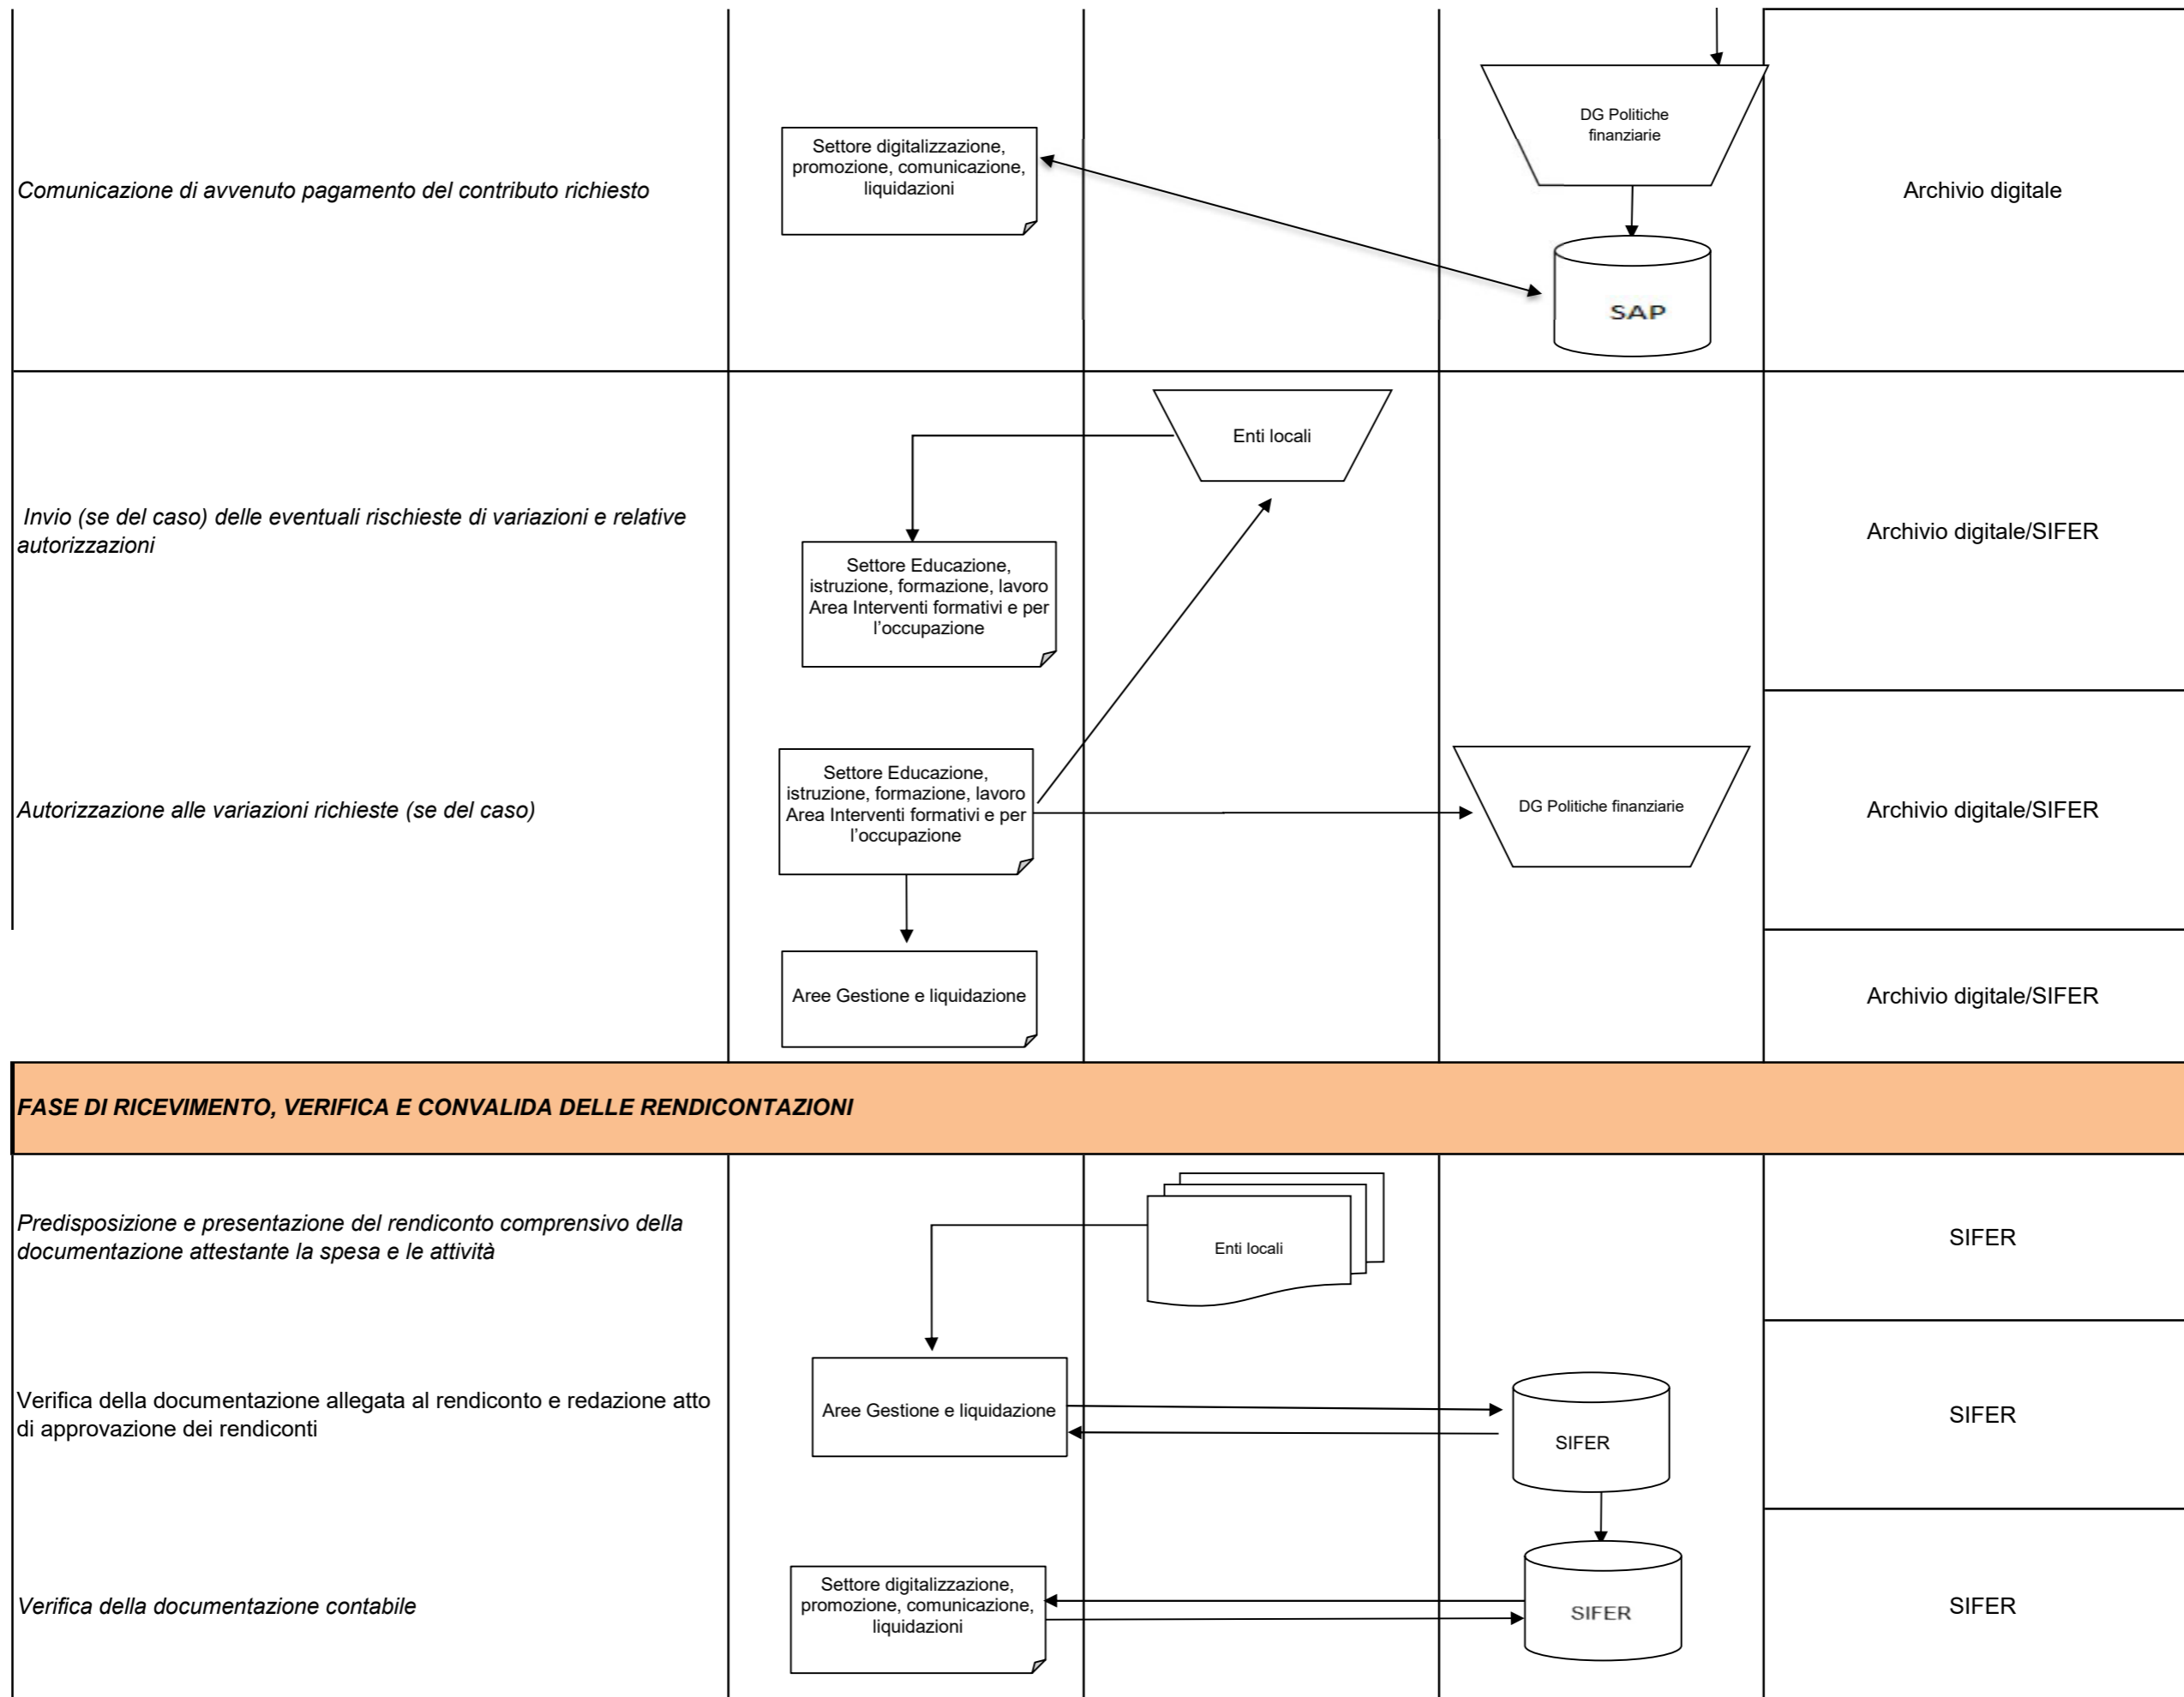 Comunicazione di avvenuto pagamento del contributo richiesto
Settore digitalizzazione,
promozione, comunicazione,
liquidazioni
DG Politiche
finanziarie
SAP
Archivio digitale
Invio (se del caso) delle eventuali rischieste di variazioni e relative
autorizzazioni
Enti locali
Settore Educazione,
istruzione, formazione, lavoro
Area Interventi formativi e per
l’occupazione
Archivio digitale/SIFER
Autorizzazione alle variazioni richieste (se del caso)
Settore Educazione,
istruzione, formazione, lavoro
Area Interventi formativi e per
l’occupazione
DG Politiche finanziarie
Archivio digitale/SIFER
Aree Gestione e liquidazione
Archivio digitale/SIFER
FASE DI RICEVIMENTO, VERIFICA E CONVALIDA DELLE RENDICONTAZIONI
Predisposizione e presentazione del rendiconto comprensivo della
documentazione attestante la spesa e le attività
Enti locali
SIFER
Verifica della documentazione allegata al rendiconto e redazione atto
di approvazione dei rendiconti
Aree Gestione e liquidazione
SIFER
SIFER
Verifica della documentazione contabile
Settore digitalizzazione,
promozione, comunicazione,
liquidazioni
SIFER
SIFER